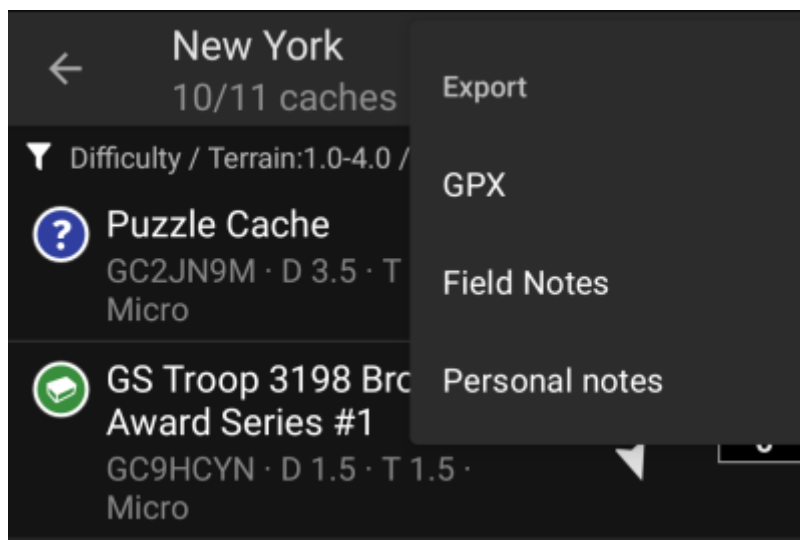 New York
10/11 caches
Export
Difficulty / Terrain:1.0-4.0 /
GPX
Puzzle Cache
GC2JN9M · D 3.5 · T
Micro
Field Notes
GS Troop 3198 Bro
Award Series #1
Personal notes
GC9HCYN · D 1.5 · T 1.5 ·
Micro